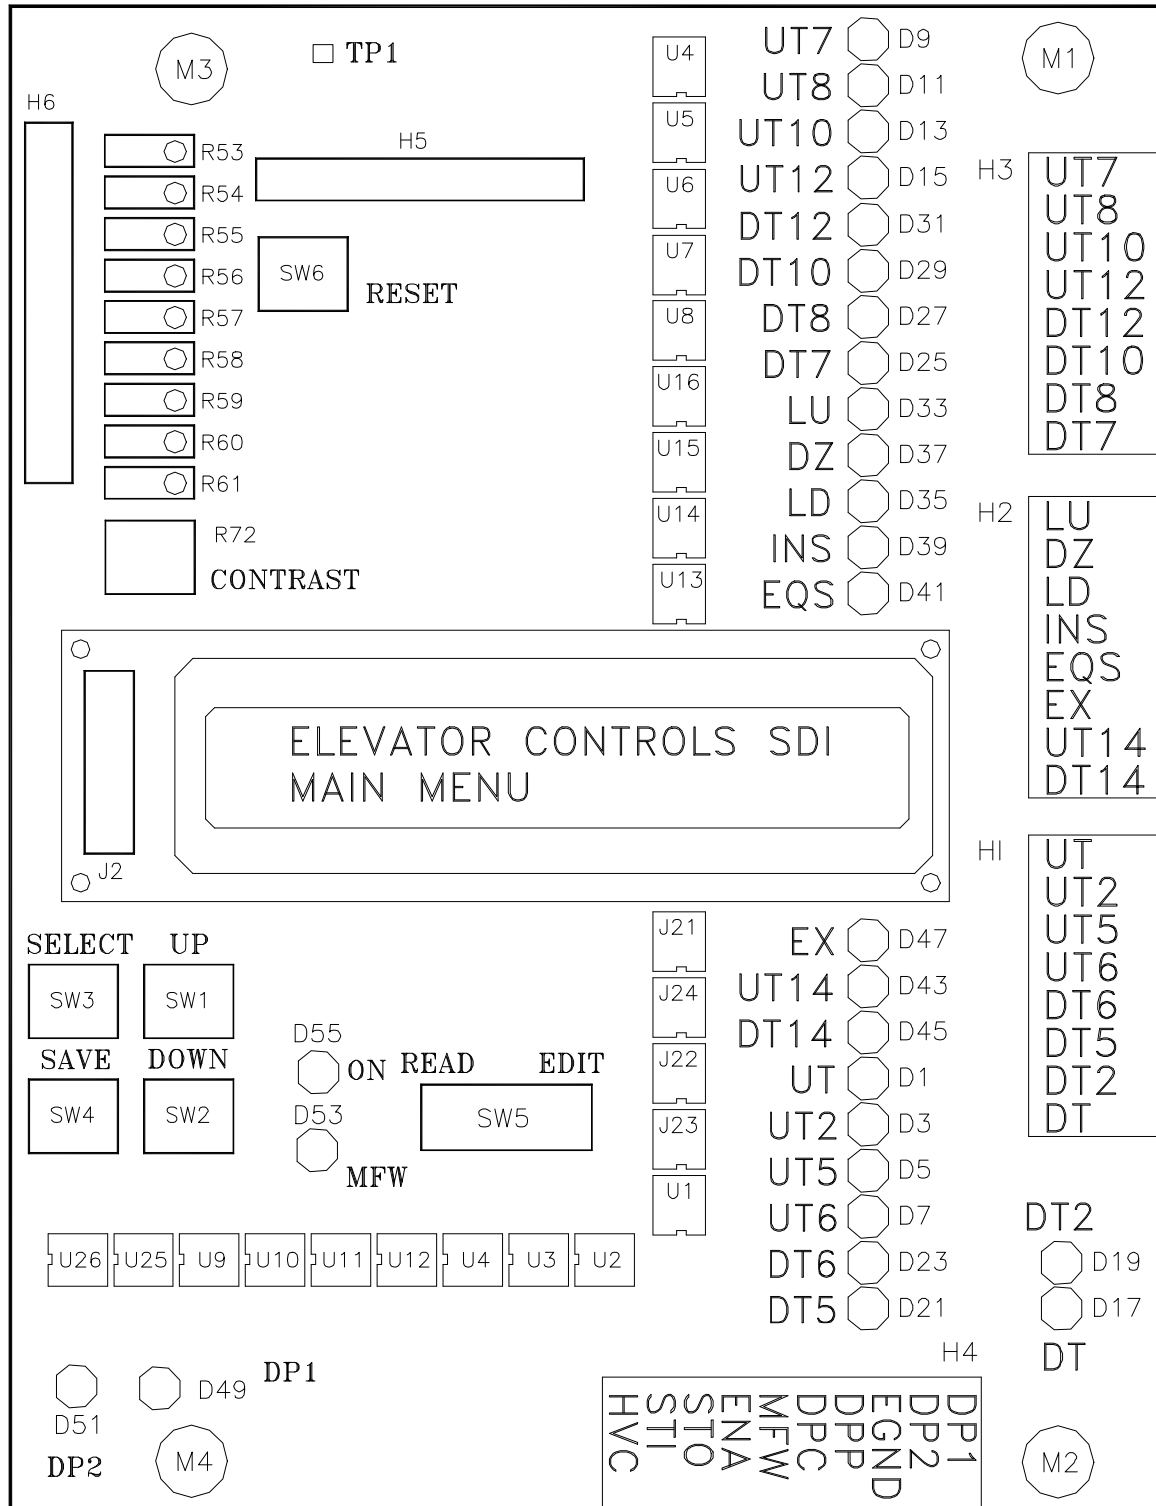 M3
TP1
H6
R53
R54
R55
R56
R57
R58
R59
R60
R61
H5
SW6
RESET
R72
CONTRAST
U4
U5
U6
U7
U8
U16
U15
U14
U13
UT7 D9
UT8 D11
UT10 D13
UT12 D15
DT12 D31
DT10 D29
DT8 D27
DT7 D25
LU D33
DZ D37
LD D35
INS D39
EQS D41
M1
H3
UT7
UT8
UT10
UT12
DT12
DT10
DT8
DT7
H2
LU
DZ
LD
INS
EQS
EX
UT14
DT14
ELEVATOR CONTROLS SDI
MAIN MENU
J2
H1
UT
UT2
UT5
UT6
DT6
DT5
DT2
DT
SELECT UP
SW3 SW1
SAVE DOWN
SW4 SW2
D55
ON
D53
MFW
READ EDIT
SW5
J21
J24
J22
J23
U1
EX D47
UT14 D43
DT14 D45
UT D1
UT2 D3
UT5 D5
UT6 D7
DT6 D23
DT5 D21
DT2
D19
D17
DT
U26 U25 U9 U10 U11 U12 U4 U3 U2
D51
DP2
D49
DP1
M4
H4
HVC
STI
STO
ENA
MFW
DPC
DPP
EGND
DP2
DP1
M2